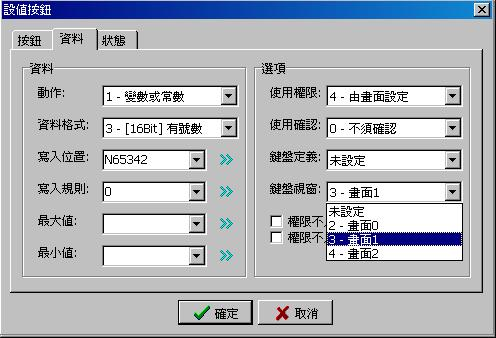 設值按鈕
按鈕 資料 狀態
資料
動作: 1 - 變數或常數
資料格式: 3 - [16Bit] 有號數
寫入位置: N65342
寫入規則: 0
最大值:
最小值:
選項
使用權限: 4 - 由畫面設定
使用確認: 0 - 不須確認
鍵盤定義: 未設定
鍵盤視窗: 3 - 畫面1
未設定
2 - 畫面0
3 - 畫面1
4 - 畫面2
權限不
權限不
確定 取消